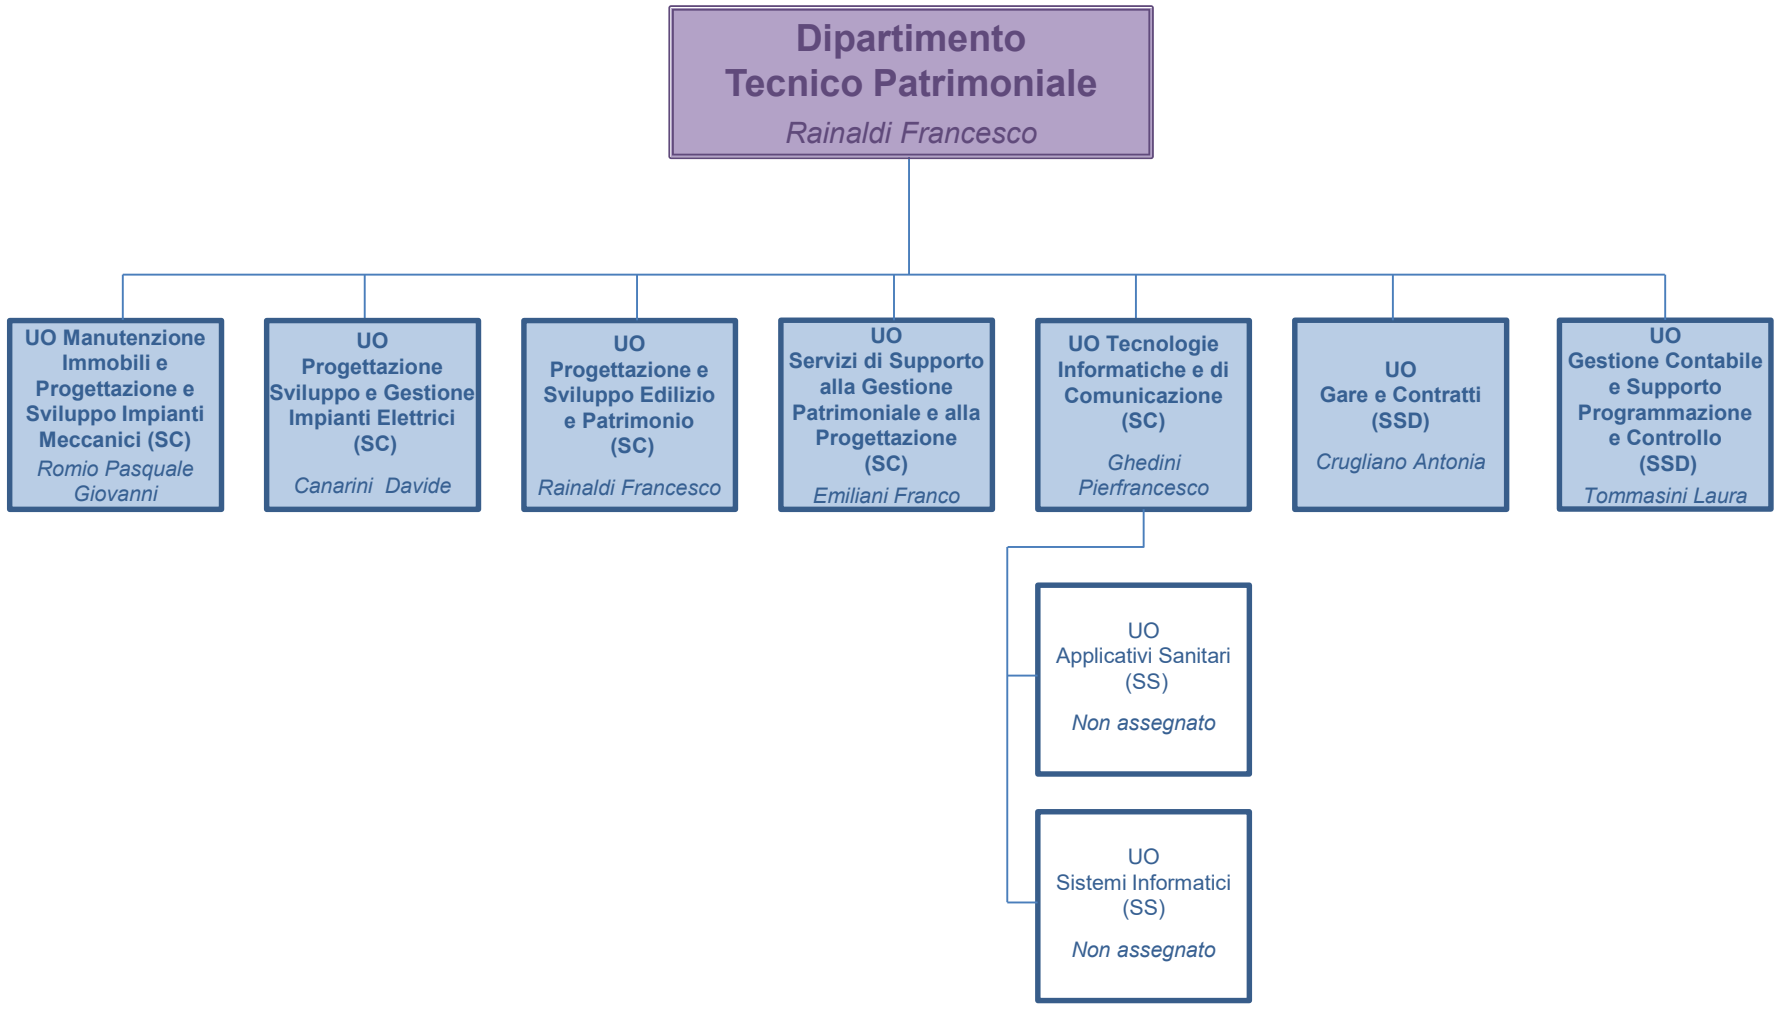 Dipartimento
Tecnico Patrimoniale
Rainaldi Francesco
UO Manutenzione
Immobili e
Progettazione e
Sviluppo Impianti
Meccanici (SC)
Romio Pasquale
Giovanni
UO
Progettazione
Sviluppo e Gestione
Impianti Elettrici
(SC)
Canarini  Davide
UO
Progettazione e
Sviluppo Edilizio
e Patrimonio
(SC)
Rainaldi Francesco
UO
Servizi di Supporto
alla Gestione
Patrimoniale e alla
Progettazione
(SC)
Emiliani Franco
UO Tecnologie
Informatiche e di
Comunicazione
(SC)
Ghedini
Pierfrancesco
UO
Gare e Contratti
(SSD)
Crugliano Antonia
UO
Gestione Contabile
e Supporto
Programmazione
e Controllo
(SSD)
Tommasini Laura
UO
Applicativi Sanitari
(SS)
Non assegnato
UO
Sistemi Informatici
(SS)
Non assegnato